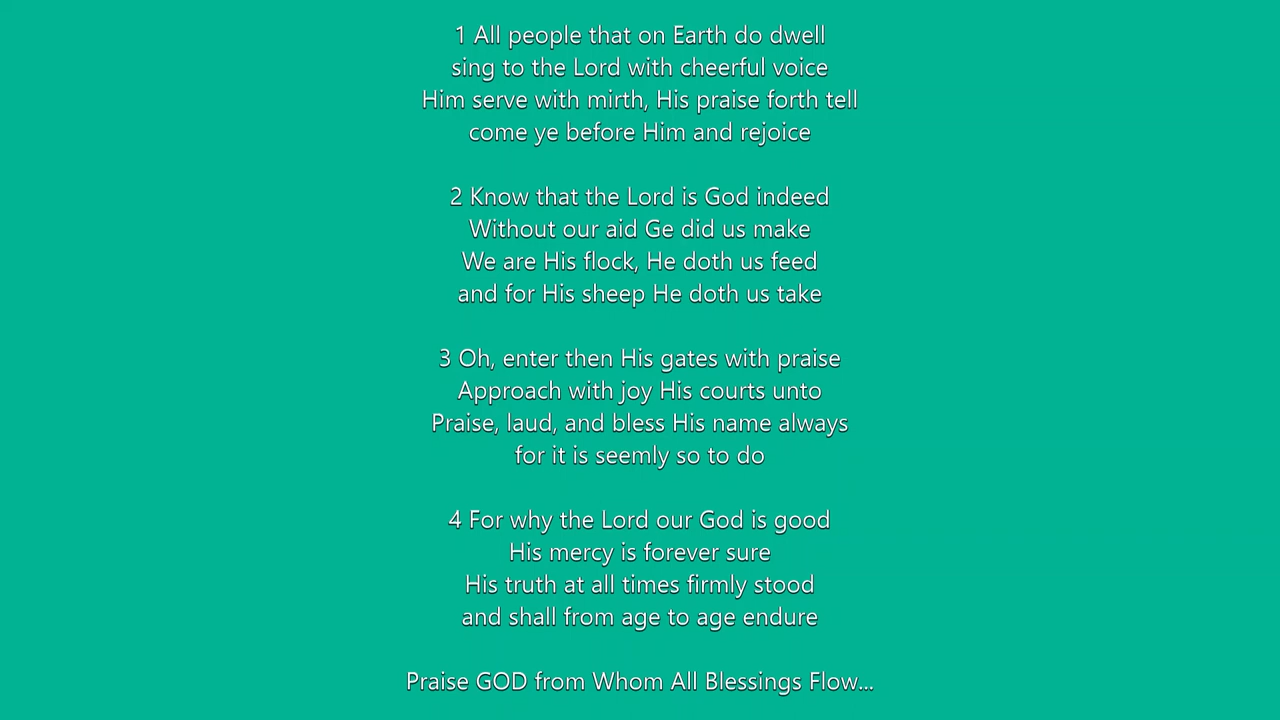 1 All people that on Earth do dwell
sing to the Lord with cheerful voice
Him serve with mirth, His praise forth tell
come ye before Him and rejoice
2 Know that the Lord is God indeed
Without our aid Ge did us make
We are His flock, He doth us feed
and for His sheep He doth us take
3 Oh, enter then His gates with praise
Approach with joy His courts unto
Praise, laud, and bless His name always
for it is seemly so to do
4 For why the Lord our God is good
His mercy is forever sure
His truth at all times firmly stood
and shall from age to age endure
Praise GOD from Whom All Blessings Flow...